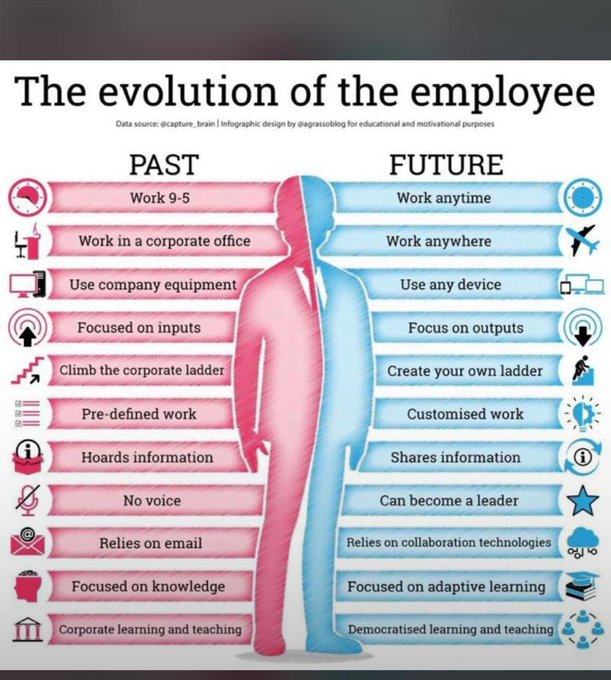 The evolution of the employee
Data source: @capture_brain | Infographic design by @agrassoblog for educational and motivational purposes
PAST FUTURE
Work 9-5 Work anytime
Work in a corporate office Work anywhere
Use company equipment Use any device
Focused on inputs Focus on outputs
Climb the corporate ladder Create your own ladder
Pre-defined work Customised work
Hoards information Shares information
No voice Can become a leader
Relies on email Relies on collaboration technologies
Focused on knowledge Focused on adaptive learning
Corporate learning and teaching Democratised learning and teaching